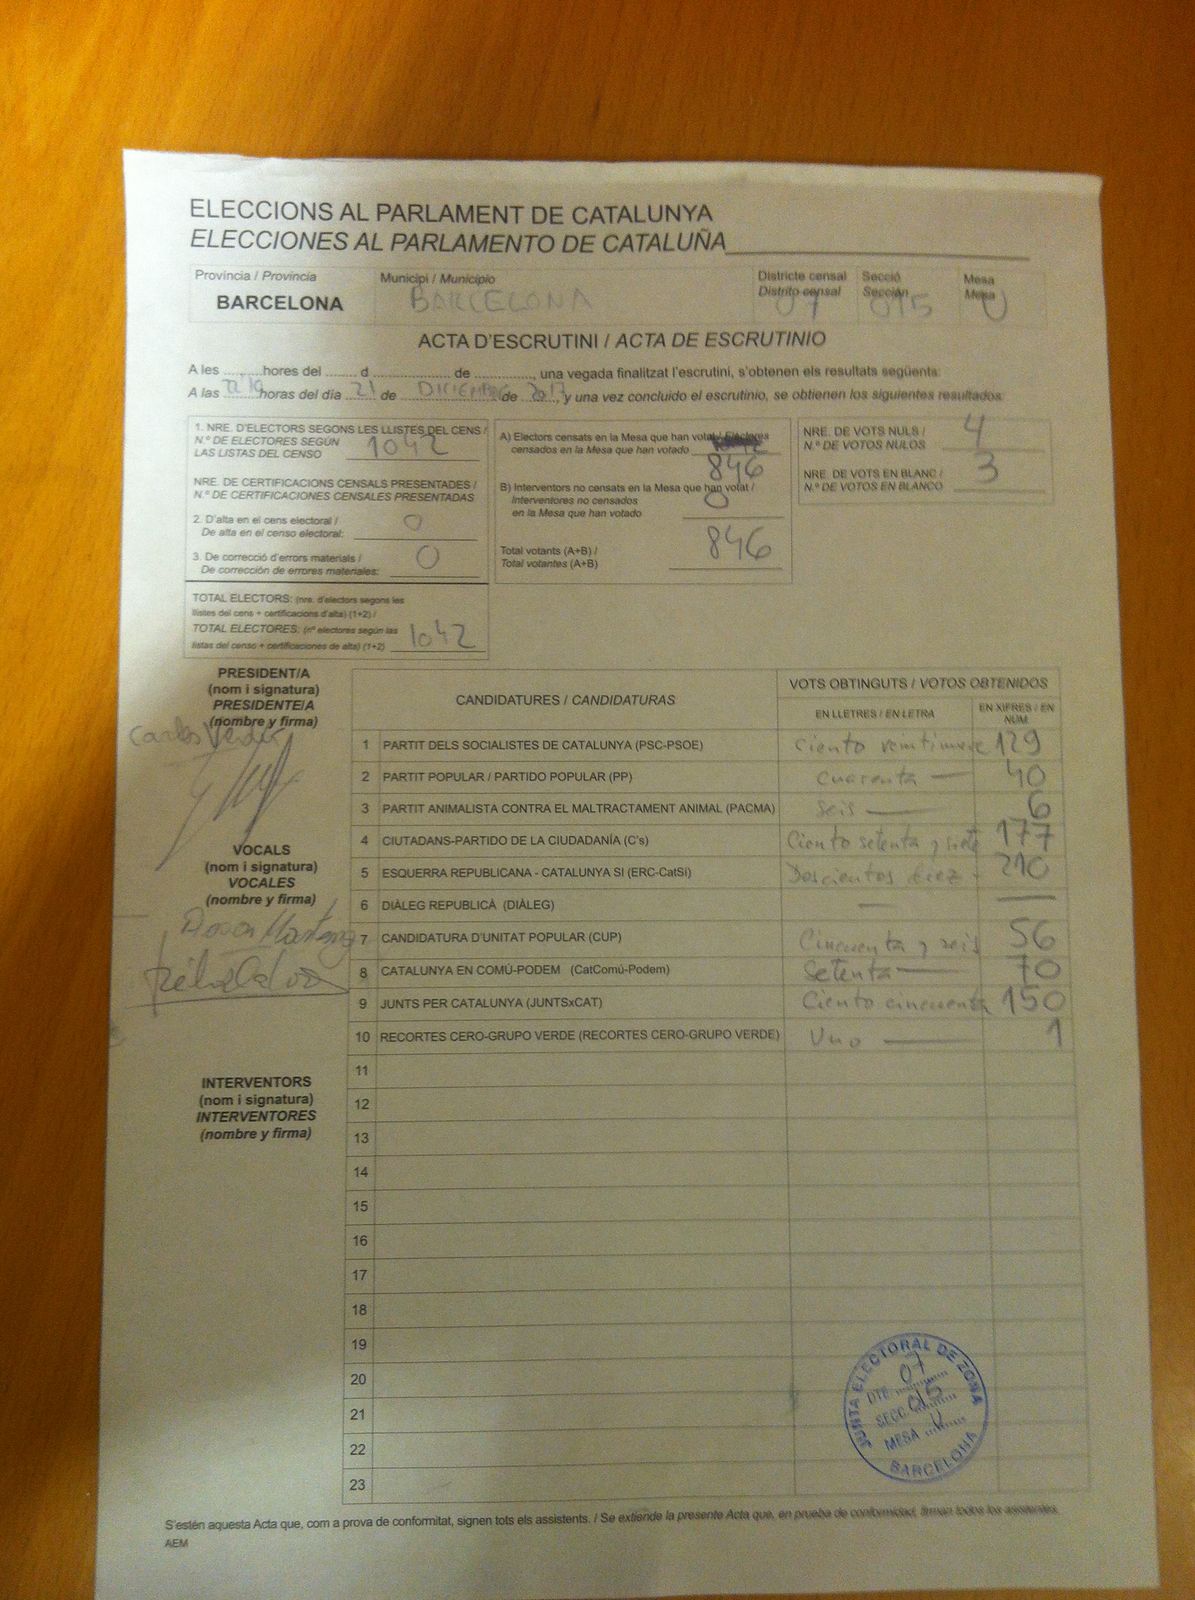 ELECCIONS AL PARLAMENT DE CATALUNYA
ELECCIONES AL PARLAMENTO DE CATALUÑA
Província / Provincia
BARCELONA
Municipi / Municipio
BARCELONA
Districte censal
Distrito censal
07
Secció
Sección
015
Mesa
Mesa
U
ACTA D'ESCRUTINI / ACTA DE ESCRUTINIO
A les ........ hores del ........ d .................. de .............., una vegada finalitzat l'escrutini, s'obtenen els resultats següents:
A las horas del día 21 de DICIEMBRE de 2017, y una vez concluido el escrutinio, se obtienen los siguientes resultados:
1. NRE. D'ELECTORS SEGONS LES LLISTES DEL CENS /
N.º DE ELECTORES SEGÚN
LAS LISTAS DEL CENSO 1042
NRE. DE CERTIFICACIONS CENSALS PRESENTADES /
N.º DE CERTIFICACIONES CENSALES PRESENTADAS
2. D'alta en el cens electoral /
De alta en el censo electoral: 0
3. De correcció d'errors materials /
De corrección de errores materiales: 0
TOTAL ELECTORS: (nre. d'electors segons les
llistes del cens + certificacions d'alta) (1+2) /
TOTAL ELECTORES: (nº electores según las
listas del censo + certificaciones de alta) (1+2) 1042
A) Electors censats en la Mesa que han votat / Electores
censados en la Mesa que han votado
846
B) Interventors no censats en la Mesa que han votat /
Interventores no censados
en la Mesa que han votado
0
Total votants (A+B) /
Total votantes (A+B)
846
NRE. DE VOTS NULS /
N.º DE VOTOS NULOS
4
NRE. DE VOTS EN BLANC /
N.º DE VOTOS EN BLANCO
3
PRESIDENT/A
(nom i signatura)
PRESIDENTE/A
(nombre y firma)
Carlos
VOCALS
(nom i signatura)
VOCALES
(nombre y firma)
INTERVENTORS
(nom i signatura)
INTERVENTORES
(nombre y firma)
CANDIDATURES / CANDIDATURAS
VOTS OBTINGUTS / VOTOS OBTENIDOS
EN LLETRES / EN LETRA
EN XIFRES / EN NUM.
1 PARTIT DELS SOCIALISTES DE CATALUNYA (PSC-PSOE) Ciento veintinueve 129
2 PARTIT POPULAR / PARTIDO POPULAR (PP) Cuarenta 40
3 PARTIT ANIMALISTA CONTRA EL MALTRACTAMENT ANIMAL (PACMA) Seis 6
4 CIUTADANS-PARTIDO DE LA CIUDADANÍA (C's) Ciento setenta y siete 177
5 ESQUERRA REPUBLICANA - CATALUNYA SI (ERC-CatSí) Doscientos diez - 210
6 DIÀLEG REPUBLICÀ (DIÀLEG) — —
7 CANDIDATURA D'UNITAT POPULAR (CUP) Cincuenta y seis 56
8 CATALUNYA EN COMÚ-PODEM (CatComú-Podem) Setenta 70
9 JUNTS PER CATALUNYA (JUNTSxCAT) Ciento cincuenta 150
10 RECORTES CERO-GRUPO VERDE (RECORTES CERO-GRUPO VERDE) Uno 1
11
12
13
14
15
16
17
18
19
20
21
22
23
JUNTA ELECTORAL DE ZONA
DTE. 07
SECC. 015
MESA U
BARCELONA
S'estén aquesta Acta que, com a prova de conformitat, signen tots els assistents. / Se extiende la presente Acta que, en prueba de conformidad, firman todos los asistentes.
AEM